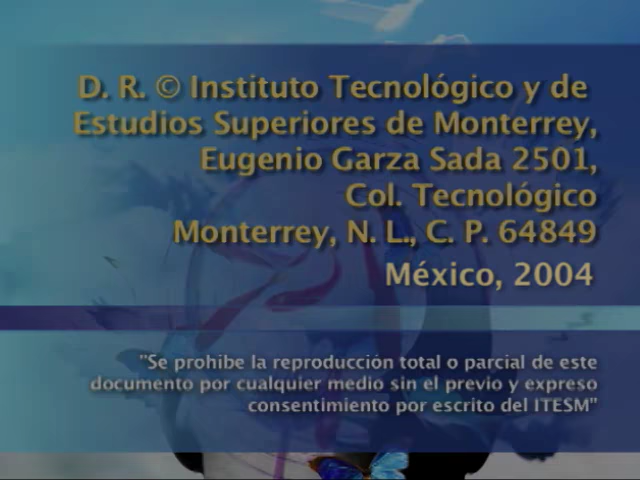 D. R. © Instituto Tecnológico y de
Estudios Superiores de Monterrey,
Eugenio Garza Sada 2501,
Col. Tecnológico
Monterrey, N. L., C. P. 64849
México, 2004
"Se prohibe la reproducción total o parcial de este
documento por cualquier medio sin el previo y expreso
consentimiento por escrito del ITESM"